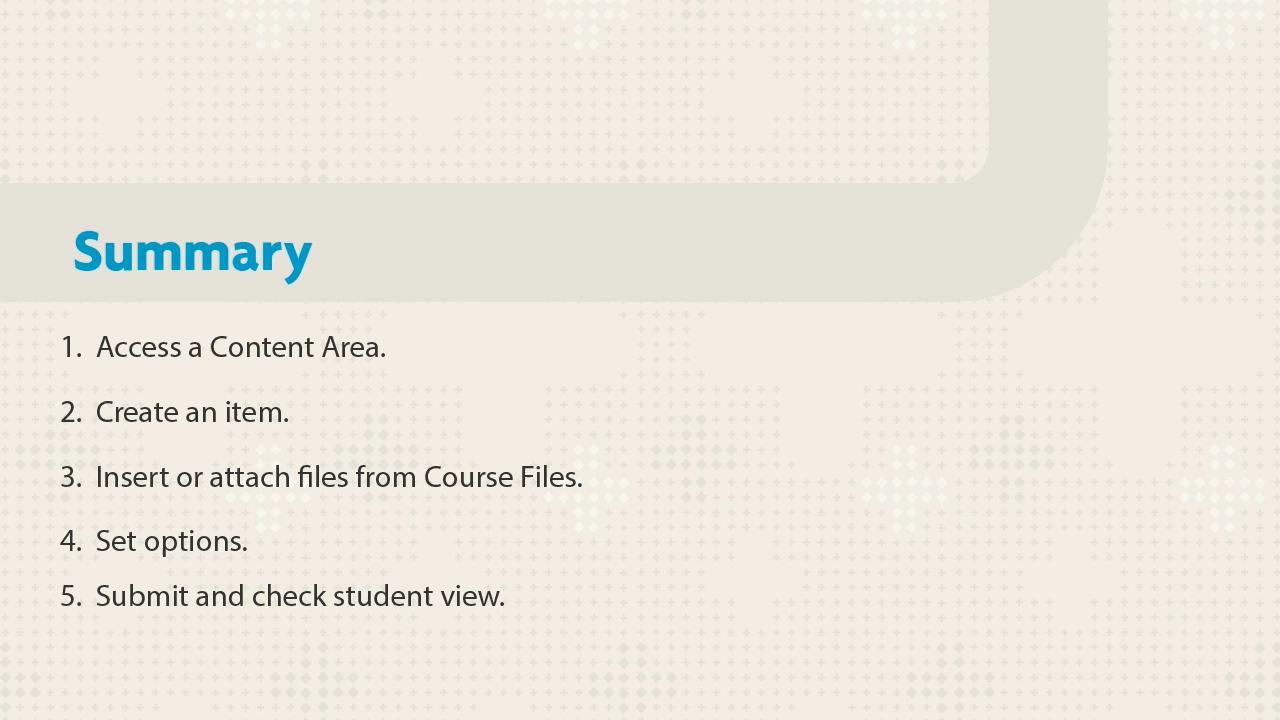 Summary
1. Access a Content Area.
2. Create an item.
3. Insert or attach files from Course Files.
4. Set options.
5. Submit and check student view.